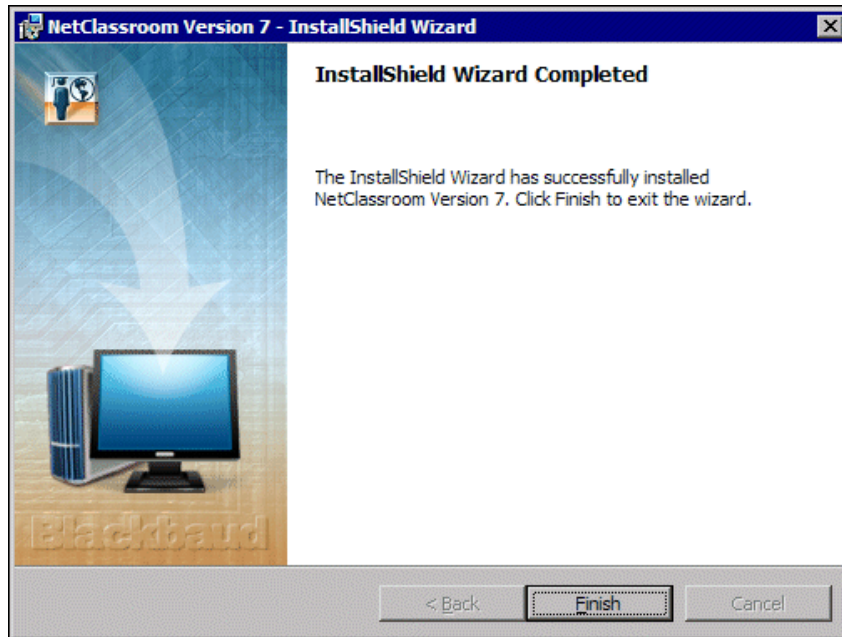 NetClassroom Version 7 - InstallShield Wizard
InstallShield Wizard Completed
The InstallShield Wizard has successfully installed
NetClassroom Version 7. Click Finish to exit the wizard.
Blackbaud
< Back
Finish
Cancel